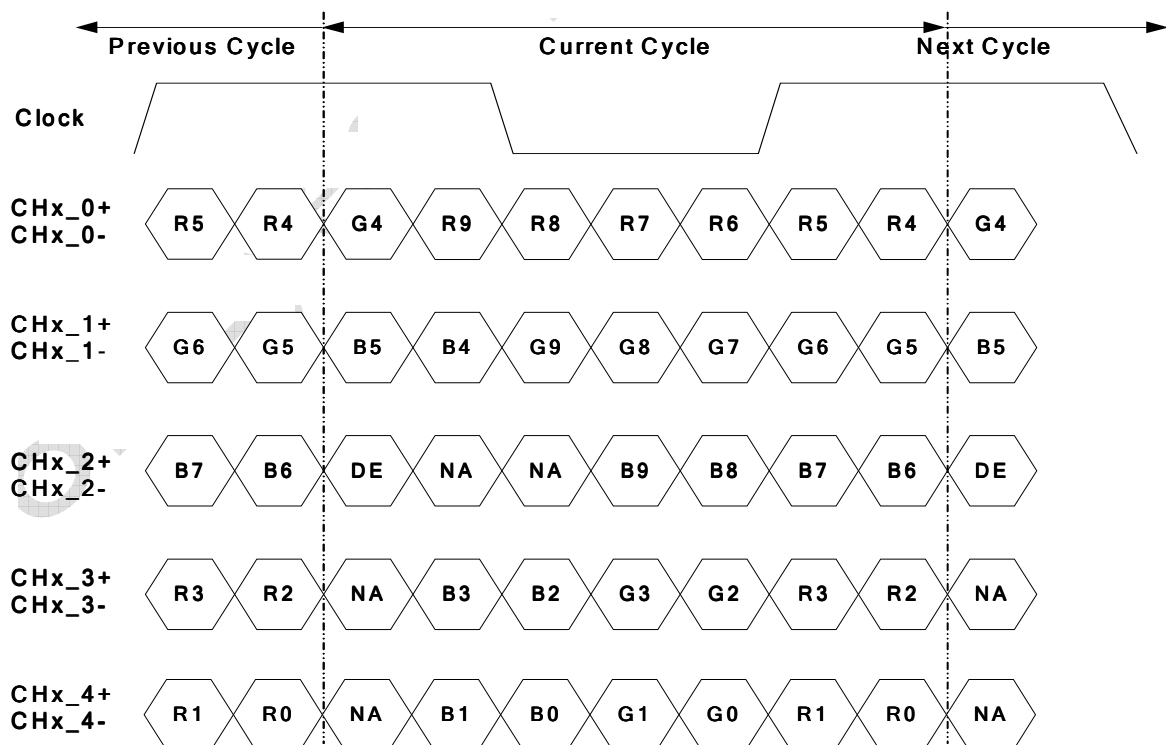 Previous Cycle Current Cycle Next Cycle
Clock
CHx_0+
CHx_0-
R5 R4 G4 R9 R8 R7 R6 R5 R4 G4
CHx_1+
CHx_1-
G6 G5 B5 B4 G9 G8 G7 G6 G5 B5
CHx_2+
CHx_2-
B7 B6 DE NA NA B9 B8 B7 B6 DE
CHx_3+
CHx_3-
R3 R2 NA B3 B2 G3 G2 R3 R2 NA
CHx_4+
CHx_4-
R1 R0 NA B1 B0 G1 G0 R1 R0 NA